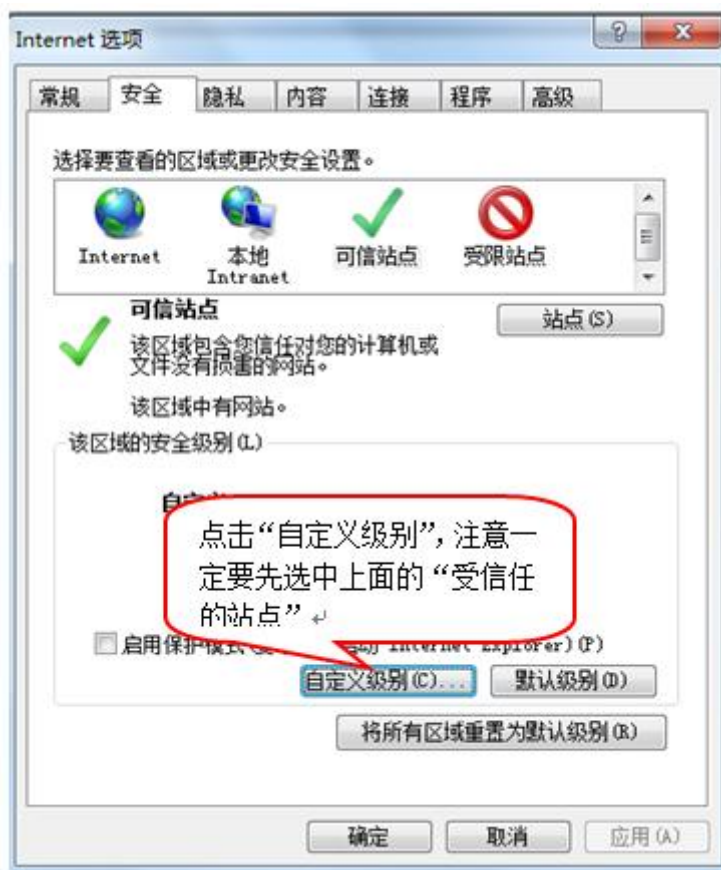 Internet 选项
常规 安全 隐私 内容 连接 程序 高级
选择要查看的区域或更改安全设置。
Internet 本地 Intranet 可信站点 受限站点
可信站点
站点(S)
该区域包含您信任对您的计算机或
文件没有损害的网站。
该区域中有网站。
该区域的安全级别(L)
点击“自定义级别”,注意一
定要先选中上面的“受信任
的站点”
启用保护模式 Internet Explorer)(P)
自定义级别(C)... 默认级别(D)
将所有区域重置为默认级别(R)
确定 取消 应用(A)